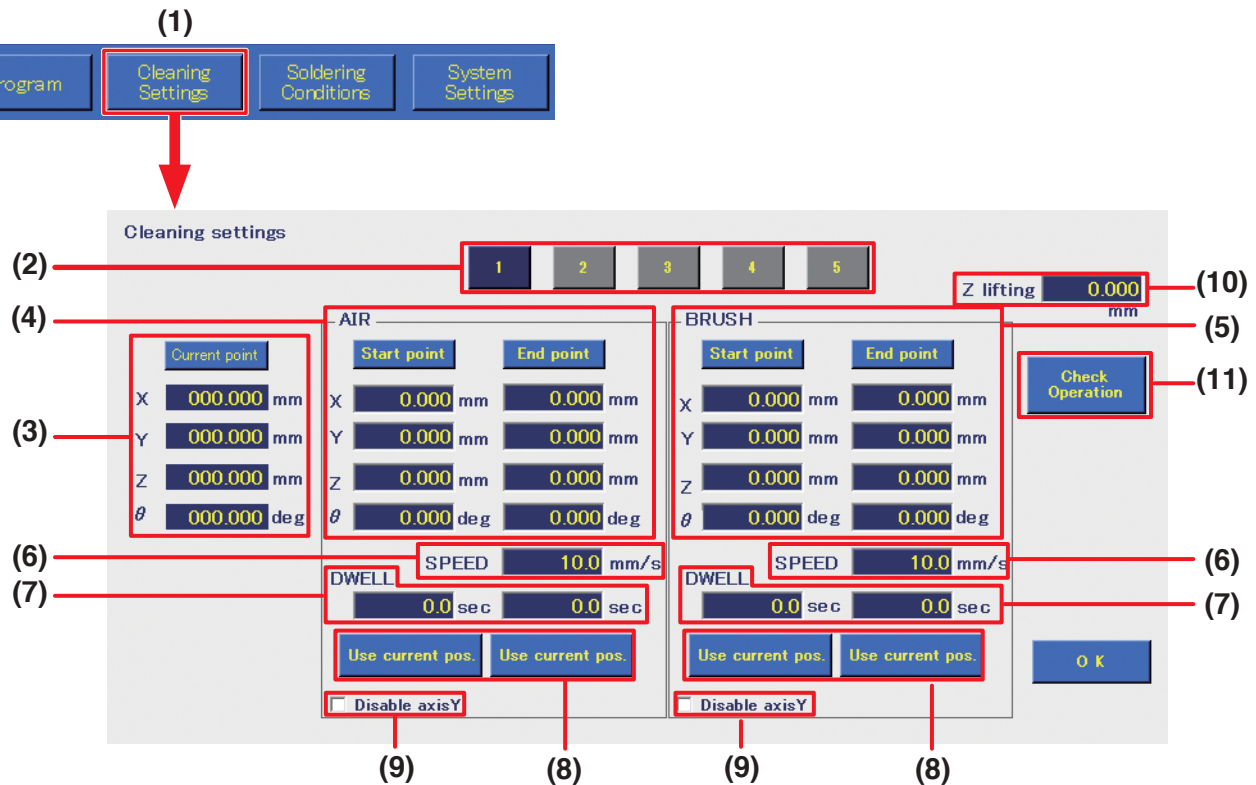 (1)
rogram
Cleaning
Settings
Soldering
Conditions
System
Settings
Cleaning settings
(2)
1 2 3 4 5
Z lifting 0.000
mm
(10)
(4)
AIR
BRUSH
(5)
Current point
Start point End point
Start point End point
Check
Operation
(11)
(3)
X 000.000 mm
Y 000.000 mm
Z 000.000 mm
θ 000.000 deg
X 0.000 mm 0.000 mm
Y 0.000 mm 0.000 mm
Z 0.000 mm 0.000 mm
θ 0.000 deg 0.000 deg
X 0.000 mm 0.000 mm
Y 0.000 mm 0.000 mm
Z 0.000 mm 0.000 mm
θ 0.000 deg 0.000 deg
(6)
SPEED 10.0 mm/s
SPEED 10.0 mm/s
(6)
(7)
DWELL
0.0 sec 0.0 sec
DWELL
0.0 sec 0.0 sec
(7)
Use current pos. Use current pos.
Use current pos. Use current pos.
O K
Disable axisY
Disable axisY
(9)
(8)
(9)
(8)